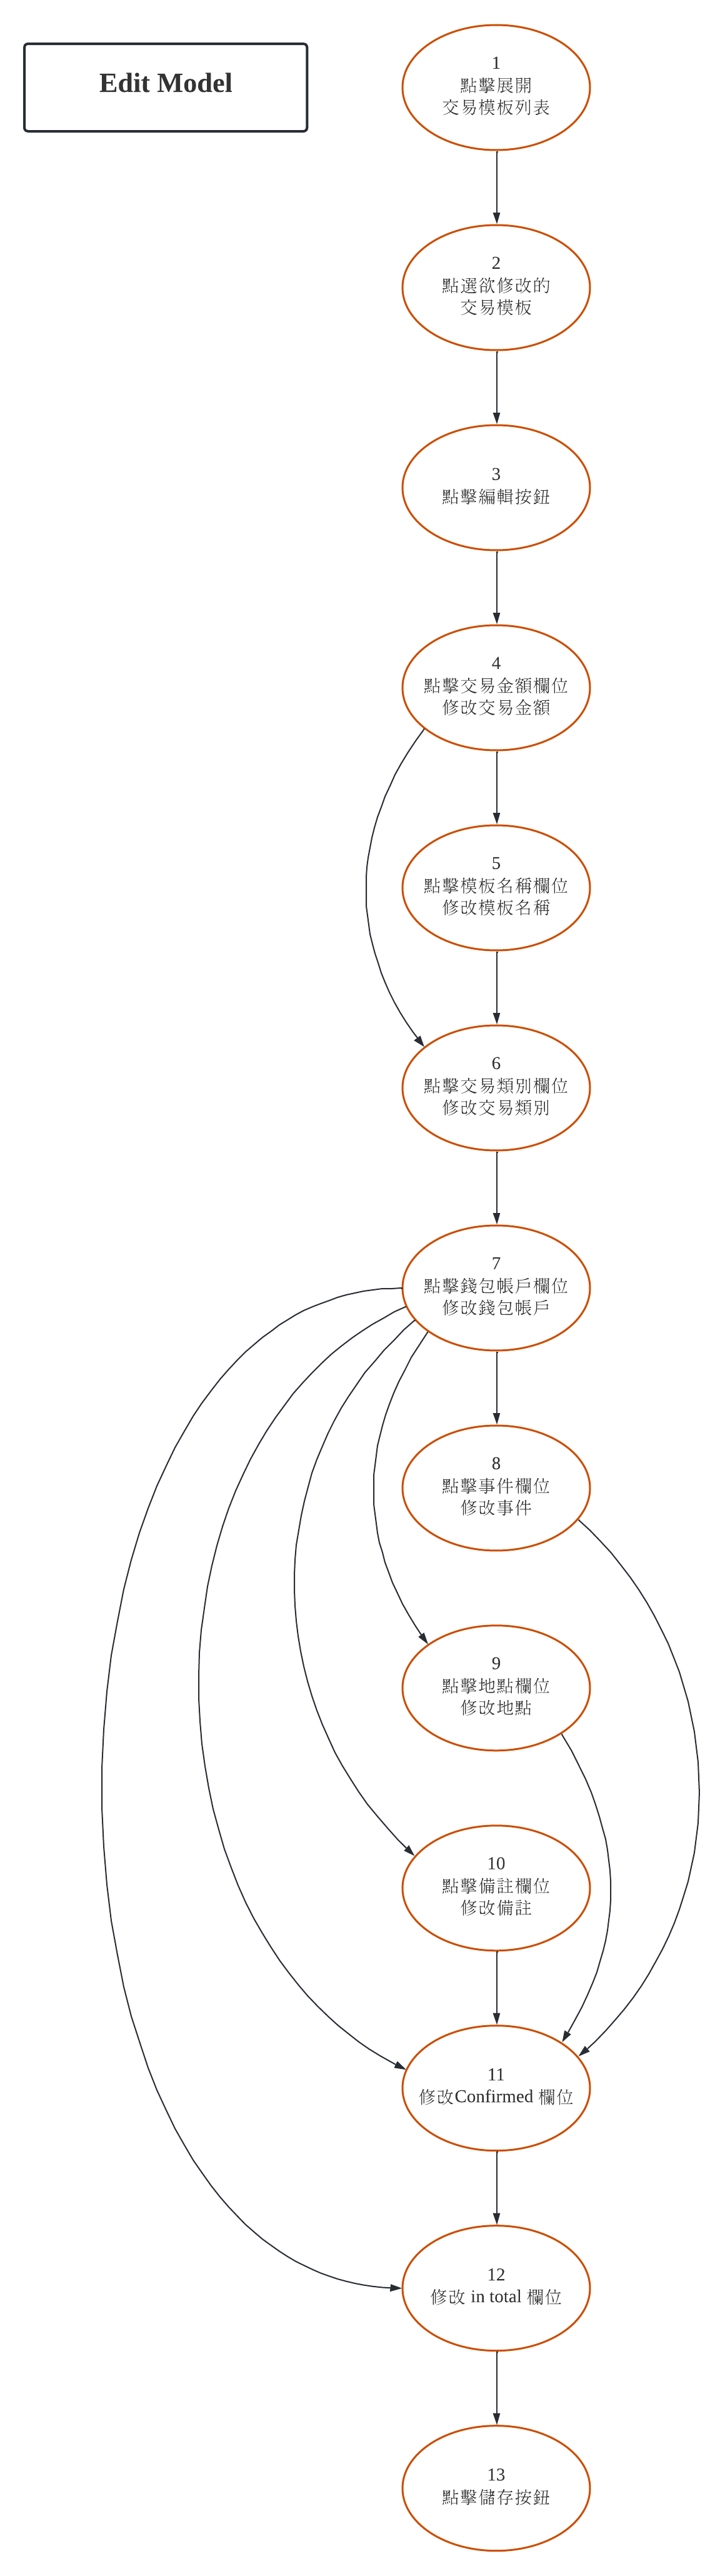 Edit Model
1
點擊展開
交易模板列表
2
點選欲修改的
交易模板
3
點擊編輯按鈕
4
點擊交易金額欄位
修改交易金額
5
點擊模板名稱欄位
修改模板名稱
6
點擊交易類別欄位
修改交易類別
7
點擊錢包帳戶欄位
修改錢包帳戶
8
點擊事件欄位
修改事件
9
點擊地點欄位
修改地點
10
點擊備註欄位
修改備註
11
修改Confirmed 欄位
12
修改 in total 欄位
13
點擊儲存按鈕